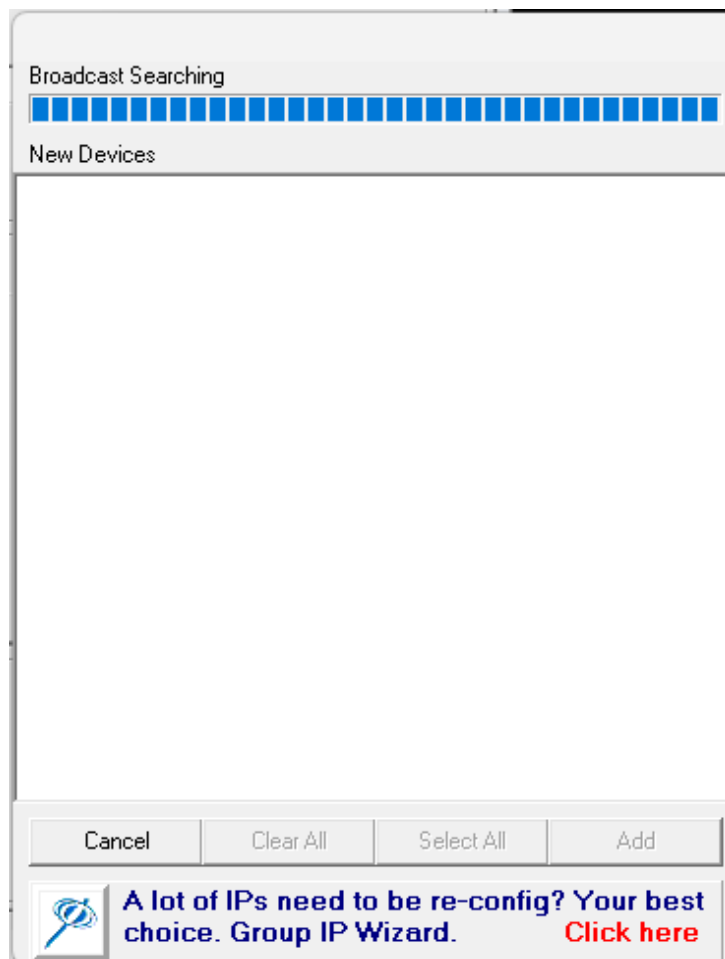 Broadcast Searching
New Devices
Cancel
Clear All
Select All
Add
A lot of IPs need to be re-config? Your best
choice. Group IP Wizard.
Click here